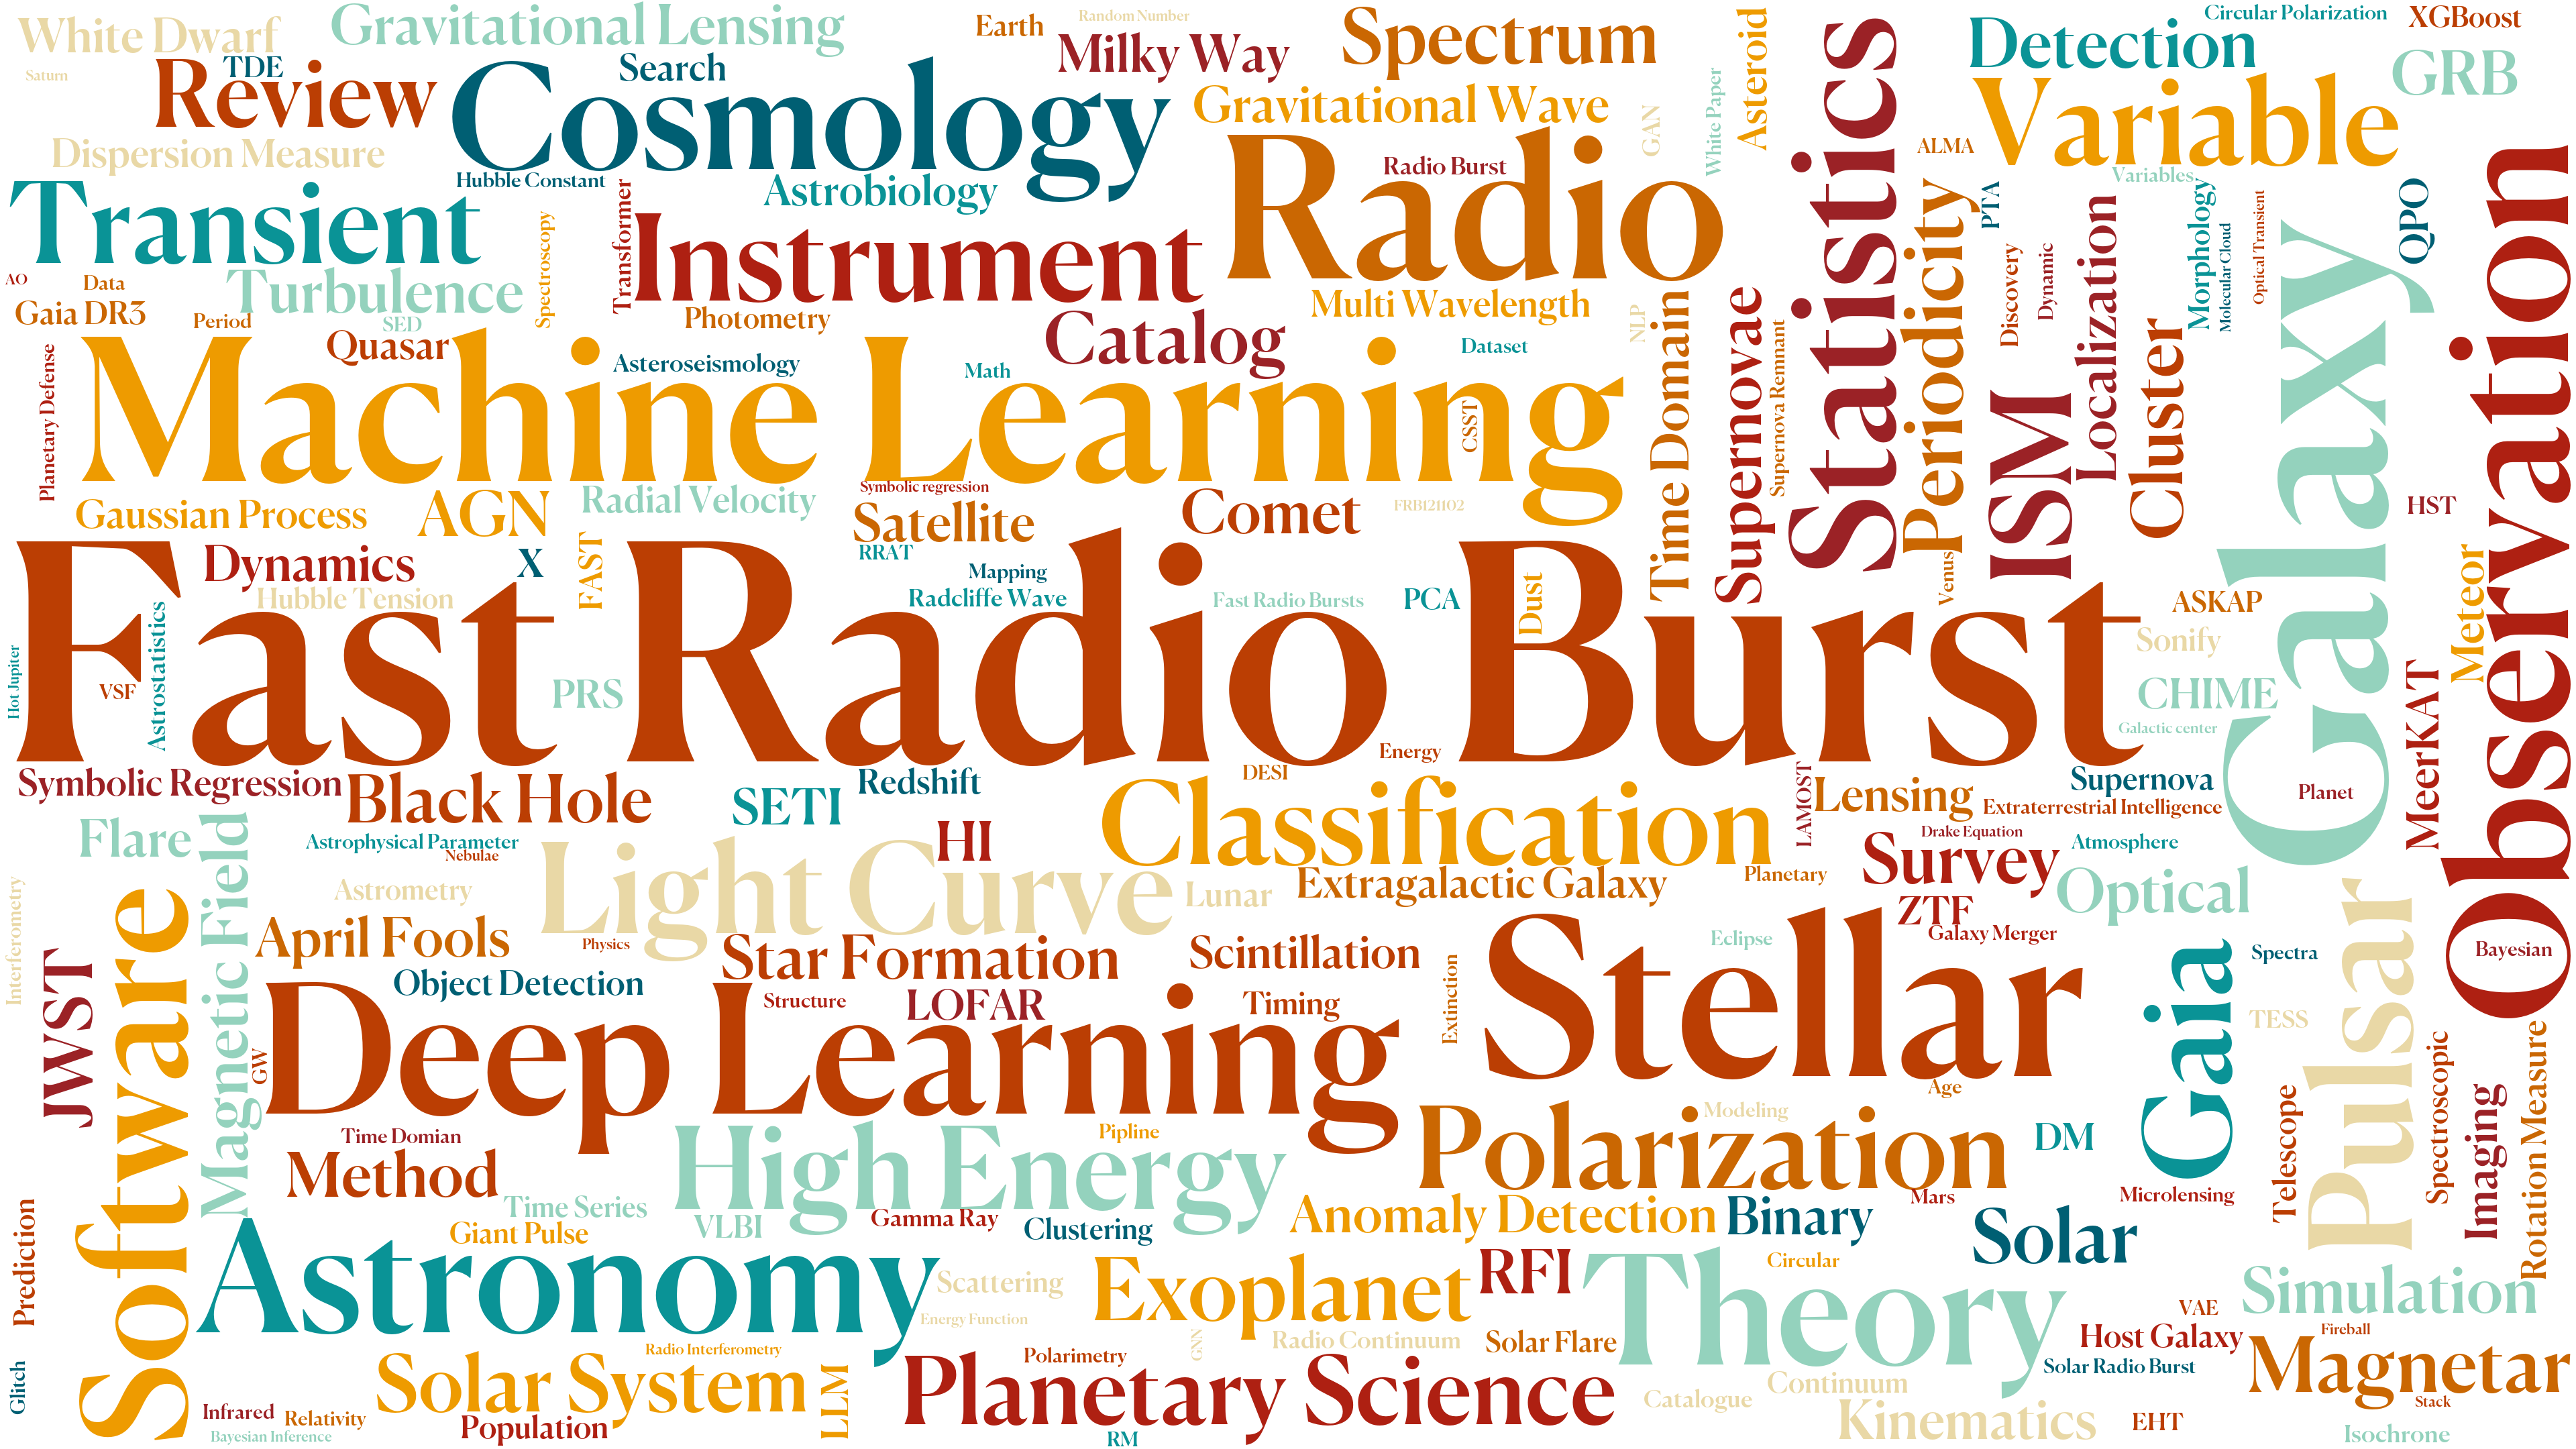 White Dwarf
Gravitational Lensing
Earth
Random Number
Milky Way
Spectrum
Asteroid
Statistics
Detection
Circular Polarization
XGBoost
Saturn
TDE
Review
Search
Cosmology
Gravitational Wave
GAN
White Paper
Variable
GRB
Dispersion Measure
Hubble Constant
Astrobiology
Radio
Radio Burst
ALMA
Variables
Observation
Transient
Spectroscopy
Transformer
Instrument
Periodicity
PTA
Localization
Morphology
Molecular Cloud
Optical Transient
Galaxy
QPO
AO
Data
Turbulence
Gaia DR3
Period
SED
Photometry
Catalog
Multi Wavelength
NLP
Time Domain
Supernovae
Supernova Remnant
Discovery
Dynamic
Cluster
Planetary Defense
Quasar
Asteroseismology
Math
Dataset
Machine Learning
CSST
ISM
Gaussian Process
AGN
Radial Velocity
Symbolic regression
Satellite
Comet
FRB121102
HST
Dynamics
X
FAST
RRAT
Mapping
Venus
Meteor
Hubble Tension
Radcliffe Wave
Fast Radio Bursts
PCA
Dust
ASKAP
Fast Radio Burst
Hot Jupiter
VSF
Astrostatistics
PRS
Energy
Sonify
CHIME
Galactic center
MeerKAT
Symbolic Regression
Black Hole
SETI
Redshift
DESI
Classification
LAMOST
Lensing
Supernova
Extraterrestrial Intelligence
Planet
Flare
Magnetic Field
Astrophysical Parameter
Nebulae
Light Curve
HI
Drake Equation
Survey
Atmosphere
Interferometry
Software
Astrometry
Lunar
Extragalactic Galaxy
Planetary
Optical
Pulsar
April Fools
Physics
Star Formation
Scintillation
Eclipse
ZTF
Galaxy Merger
Gaia
Spectra
Bayesian
JWST
Object Detection
Structure
LOFAR
Timing
Extinction
Stellar
TESS
GW
Deep Learning
Age
Telescope
Spectroscopic
Imaging
Rotation Measure
Time Domian
Pipline
Modeling
Polarization
DM
Method
High Energy
Microlensing
Prediction
Time Series
Giant Pulse
VLBI
Gamma Ray
Clustering
Anomaly Detection
Binary
Mars
Solar
Astronomy
Scattering
Energy Function
Exoplanet
RFI
Circular
Theory
Simulation
VAE
Fireball
Radio Interferometry
GNN
Radio Continuum
Solar Flare
Host Galaxy
Glitch
Solar System
LLM
Polarimetry
Planetary Science
Solar Radio Burst
Magnetar
Infrared
Relativity
Population
Catalogue
Continuum
Kinematics
Stack
Bayesian Inference
RM
EHT
Isochrone